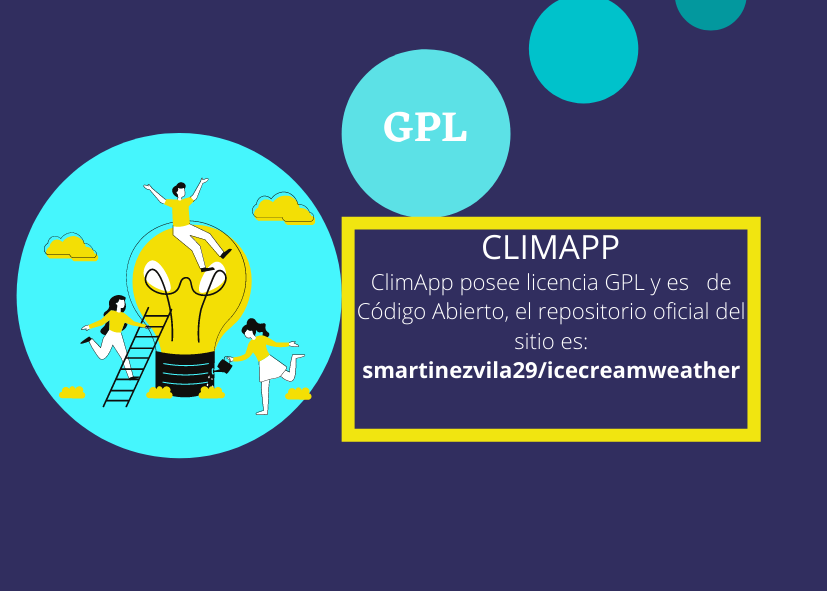 GPL
CLIMAPP
ClimApp posee licencia GPL y es de
Código Abierto, el repositorio oficial del
sitio es:
smartinezvila29/icecreamweather